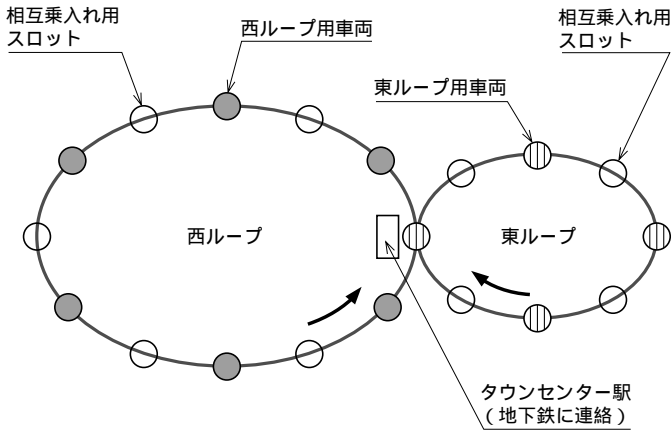 相互乗入れ用
スロット
西ループ用車両
相互乗入れ用
スロット
東ループ用車両
西ループ
東ループ
タウンセンター駅
(地下鉄に連絡)